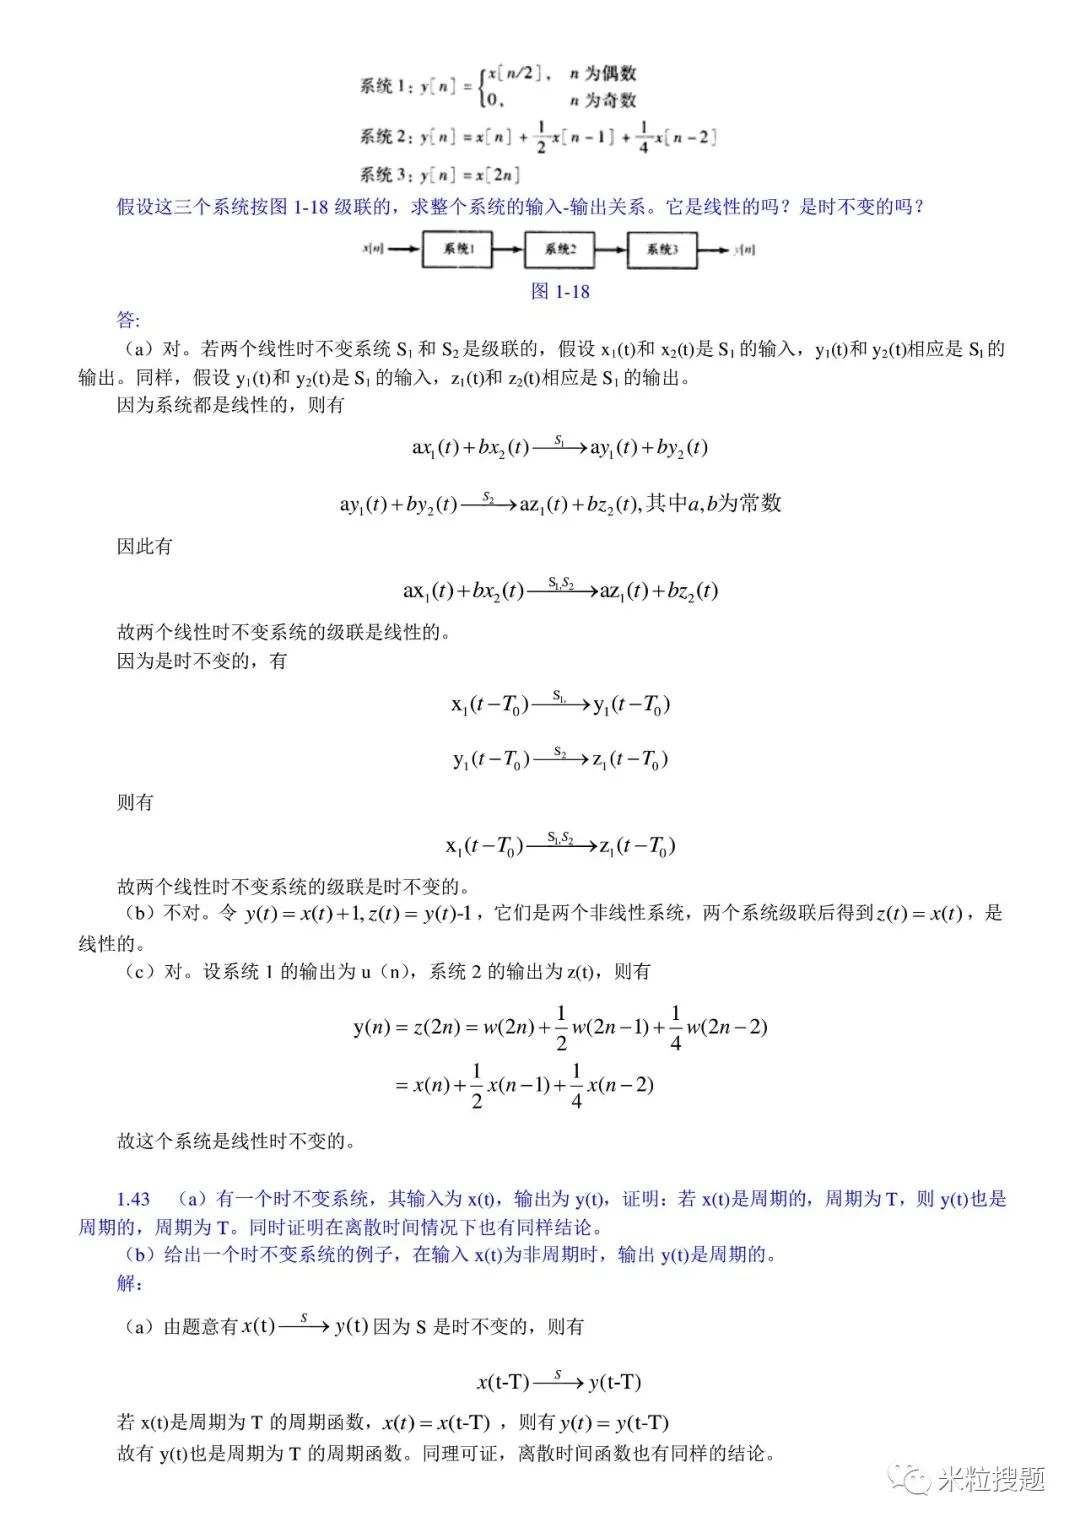 系统1: y[n] = {x[n/2], n 为偶数
0, n 为奇数
系统2: y[n] = x[n] + 1/2 x[n-1] + 1/4 x[n-2]
系统3: y[n] = x[2n]
假设这三个系统按图 1-18 级联的，求整个系统的输入-输出关系。它是线性的吗？是时不变的吗？
x[n] 系统1 系统2 系统3 y[n]
图 1-18
答:
（a）对。若两个线性时不变系统 S₁ 和 S₂ 是级联的，假设 x₁(t)和 x₂(t)是 S₁ 的输入，y₁(t)和 y₂(t)相应是 S₁ 的
输出。同样，假设 y₁(t)和 y₂(t)是 S₁ 的输入，z₁(t)和 z₂(t)相应是 S₁ 的输出。
因为系统都是线性的，则有
ax₁(t)+bx₂(t) —S₁→ ay₁(t)+by₂(t)
ay₁(t)+by₂(t) —S₂→ az₁(t)+bz₂(t),其中a,b为常数
因此有
ax₁(t)+bx₂(t) —S₁,S₂→ az₁(t)+bz₂(t)
故两个线性时不变系统的级联是线性的。
因为是时不变的，有
x₁(t−T₀) —S₁,→ y₁(t−T₀)
y₁(t−T₀) —S₂→ z₁(t−T₀)
则有
x₁(t−T₀) —S₁,S₂→ z₁(t−T₀)
故两个线性时不变系统的级联是时不变的。
（b）不对。令 y(t) = x(t)+1, z(t) = y(t)-1，它们是两个非线性系统，两个系统级联后得到 z(t) = x(t)，是
线性的。
（c）对。设系统 1 的输出为 u（n），系统 2 的输出为 z(t)，则有
y(n) = z(2n) = w(2n) + 1/2 w(2n−1) + 1/4 w(2n−2)
= x(n) + 1/2 x(n−1) + 1/4 x(n−2)
故这个系统是线性时不变的。
1.43 （a）有一个时不变系统，其输入为 x(t)，输出为 y(t)，证明：若 x(t)是周期的，周期为 T，则 y(t)也是
周期的，周期为 T。同时证明在离散时间情况下也有同样结论。
（b）给出一个时不变系统的例子，在输入 x(t)为非周期时，输出 y(t)是周期的。
解：
（a）由题意有 x(t) —S→ y(t) 因为 S 是时不变的，则有
x(t-T) —S→ y(t-T)
若 x(t)是周期为 T 的周期函数，x(t) = x(t-T) ，则有 y(t) = y(t-T)
故有 y(t)也是周期为 T 的周期函数。同理可证，离散时间函数也有同样的结论。
米粒搜题